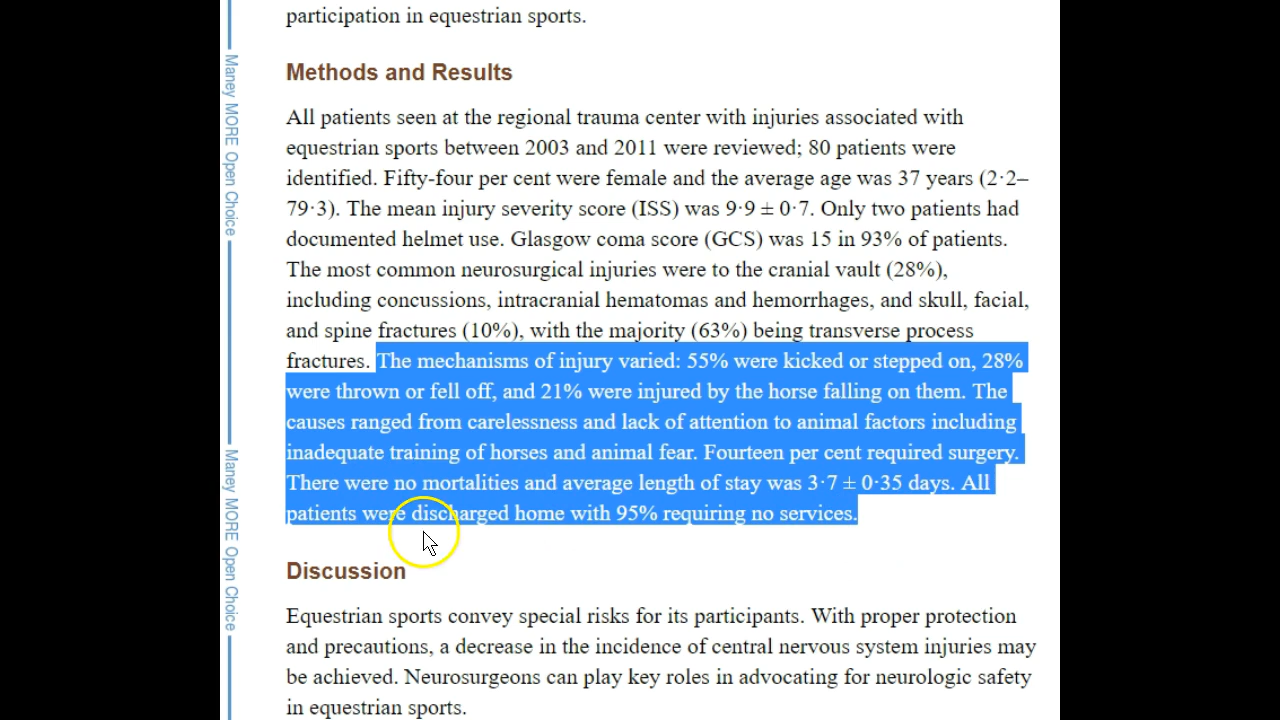 participation in equestrian sports.
Methods and Results
All patients seen at the regional trauma center with injuries associated with
equestrian sports between 2003 and 2011 were reviewed; 80 patients were
identified. Fifty-four per cent were female and the average age was 37 years (2·2–
79·3). The mean injury severity score (ISS) was 9·9 ± 0·7. Only two patients had
documented helmet use. Glasgow coma score (GCS) was 15 in 93% of patients.
The most common neurosurgical injuries were to the cranial vault (28%),
including concussions, intracranial hematomas and hemorrhages, and skull, facial,
and spine fractures (10%), with the majority (63%) being transverse process
fractures. The mechanisms of injury varied: 55% were kicked or stepped on, 28%
were thrown or fell off, and 21% were injured by the horse falling on them. The
causes ranged from carelessness and lack of attention to animal factors including
inadequate training of horses and animal fear. Fourteen per cent required surgery.
There were no mortalities and average length of stay was 3·7 ± 0·35 days. All
patients were discharged home with 95% requiring no services.
Discussion
Equestrian sports convey special risks for its participants. With proper protection
and precautions, a decrease in the incidence of central nervous system injuries may
be achieved. Neurosurgeons can play key roles in advocating for neurologic safety
in equestrian sports.
Maney MORE Open Choice
Maney MORE Open Choice